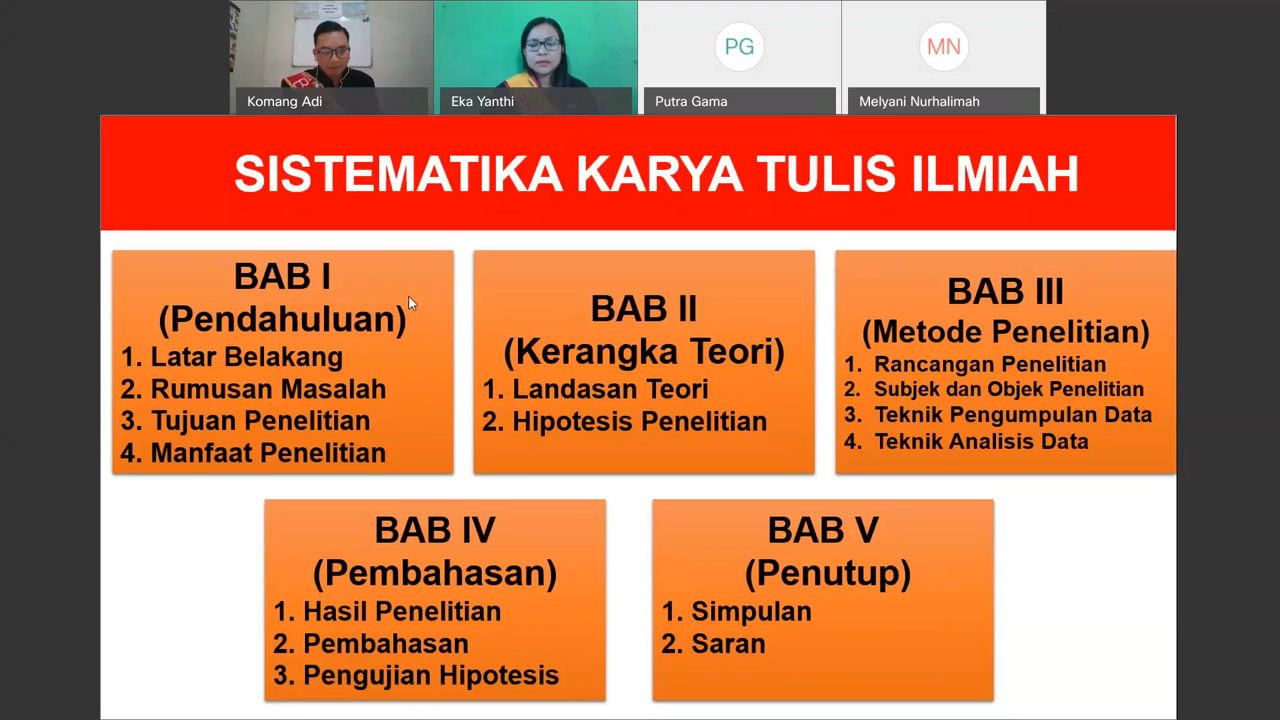 PG
MN
Komang Adi
Eka Yanthi
Putra Gama
Melyani Nurhalimah
SISTEMATIKA KARYA TULIS ILMIAH
BAB I
(Pendahuluan)
1. Latar Belakang
2. Rumusan Masalah
3. Tujuan Penelitian
4. Manfaat Penelitian
BAB II
(Kerangka Teori)
1. Landasan Teori
2. Hipotesis Penelitian
BAB III
(Metode Penelitian)
1. Rancangan Penelitian
2. Subjek dan Objek Penelitian
3. Teknik Pengumpulan Data
4. Teknik Analisis Data
BAB IV
(Pembahasan)
1. Hasil Penelitian
2. Pembahasan
3. Pengujian Hipotesis
BAB V
(Penutup)
1. Simpulan
2. Saran